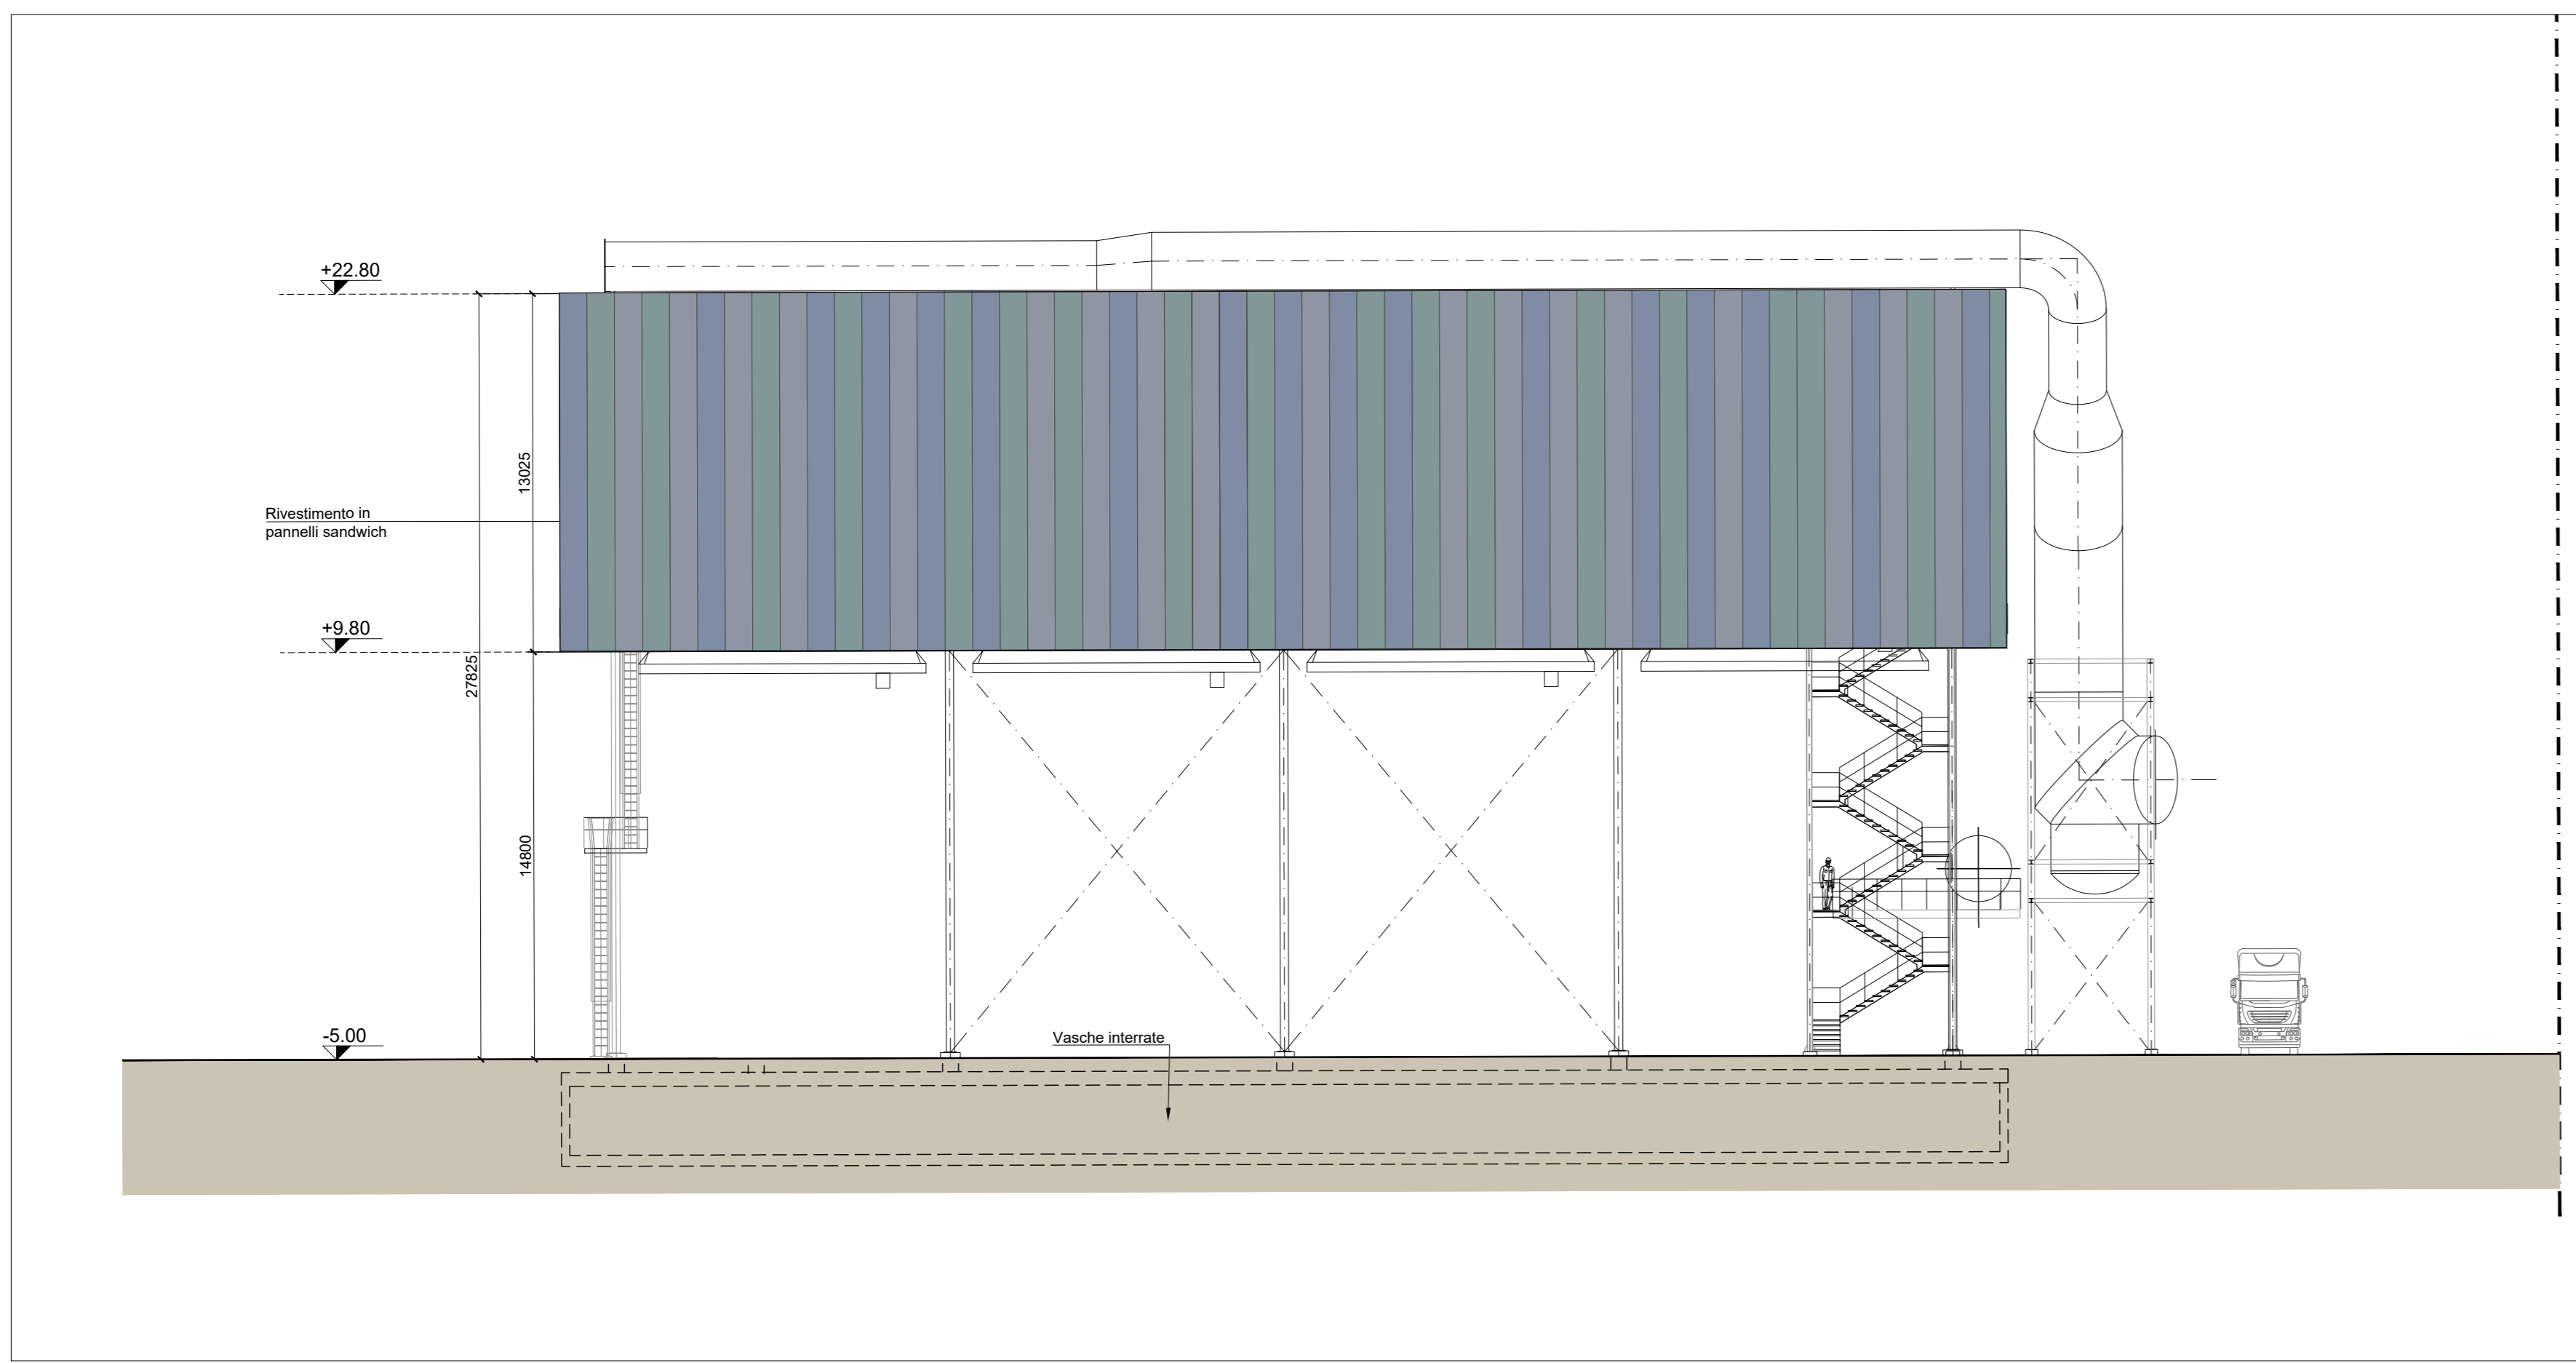 +22.80
13025
Rivestimento in
pannelli sandwich
+9.80
27825
14800
-5.00
Vasche interrate